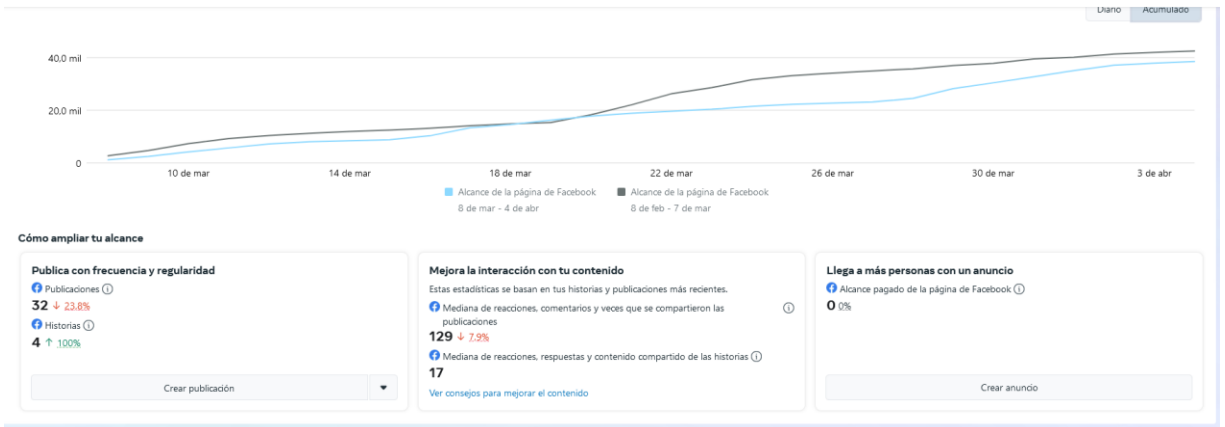 Diario Acumulado
40,0 mil
20,0 mil
0
10 de mar 14 de mar 18 de mar 22 de mar 26 de mar 30 de mar 3 de abr
Alcance de la página de Facebook Alcance de la página de Facebook
8 de mar - 4 de abr 8 de feb - 7 de mar
Cómo ampliar tu alcance
Publica con frecuencia y regularidad
Publicaciones
32 ↓ 23,8%
Historias
4 ↑ 100%
Crear publicación
Mejora la interacción con tu contenido
Estas estadísticas se basan en tus historias y publicaciones más recientes.
Mediana de reacciones, comentarios y veces que se compartieron las
publicaciones
129 ↓ 7,9%
Mediana de reacciones, respuestas y contenido compartido de las historias
17
Ver consejos para mejorar el contenido
Llega a más personas con un anuncio
Alcance pagado de la página de Facebook
0 0%
Crear anuncio